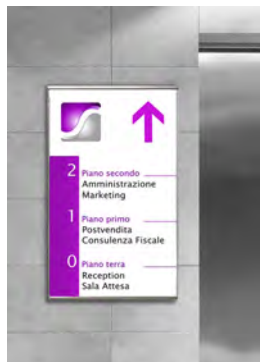 2 Piano secondo
Amministrazione
Marketing
1 Piano primo
Postvendita
Consulenza Fiscale
0 Piano terra
Reception
Sala Attesa